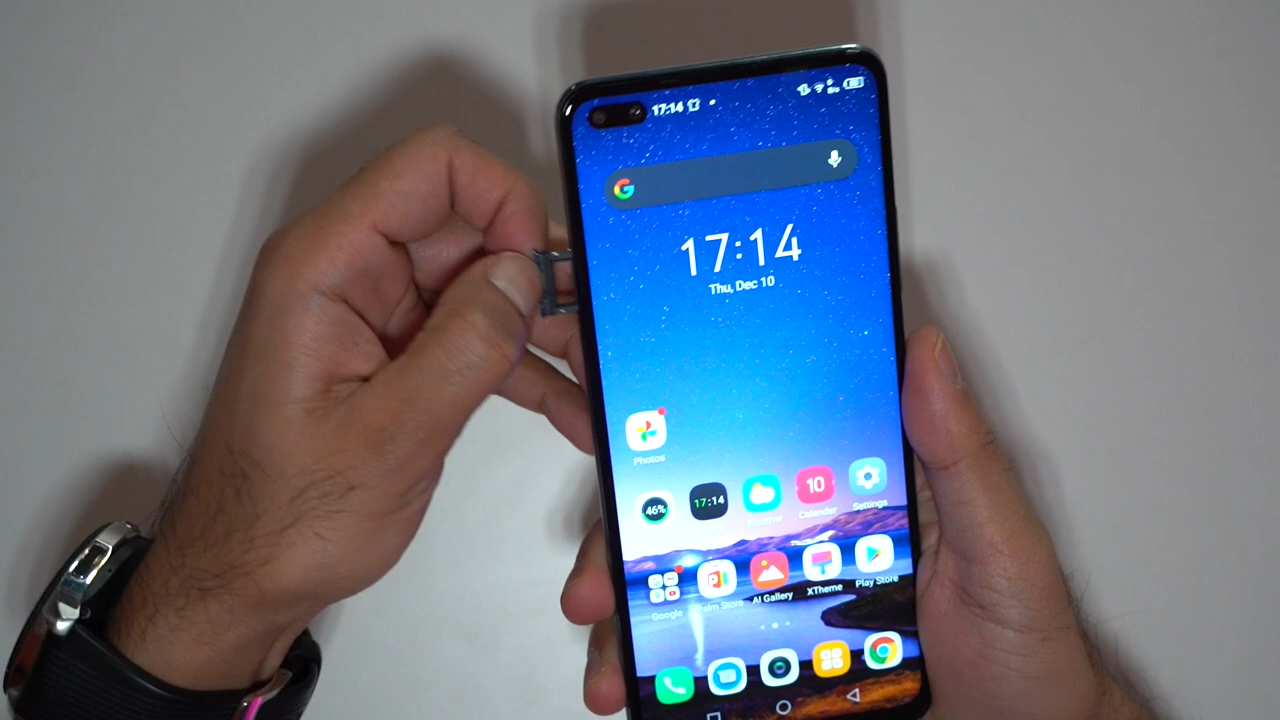 17:14
17:14
Thu, Dec 10
Photos
46%
17:14
10
Weather
Calendar
Settings
Google
Palm Store
AI Gallery
XTheme
Play Store